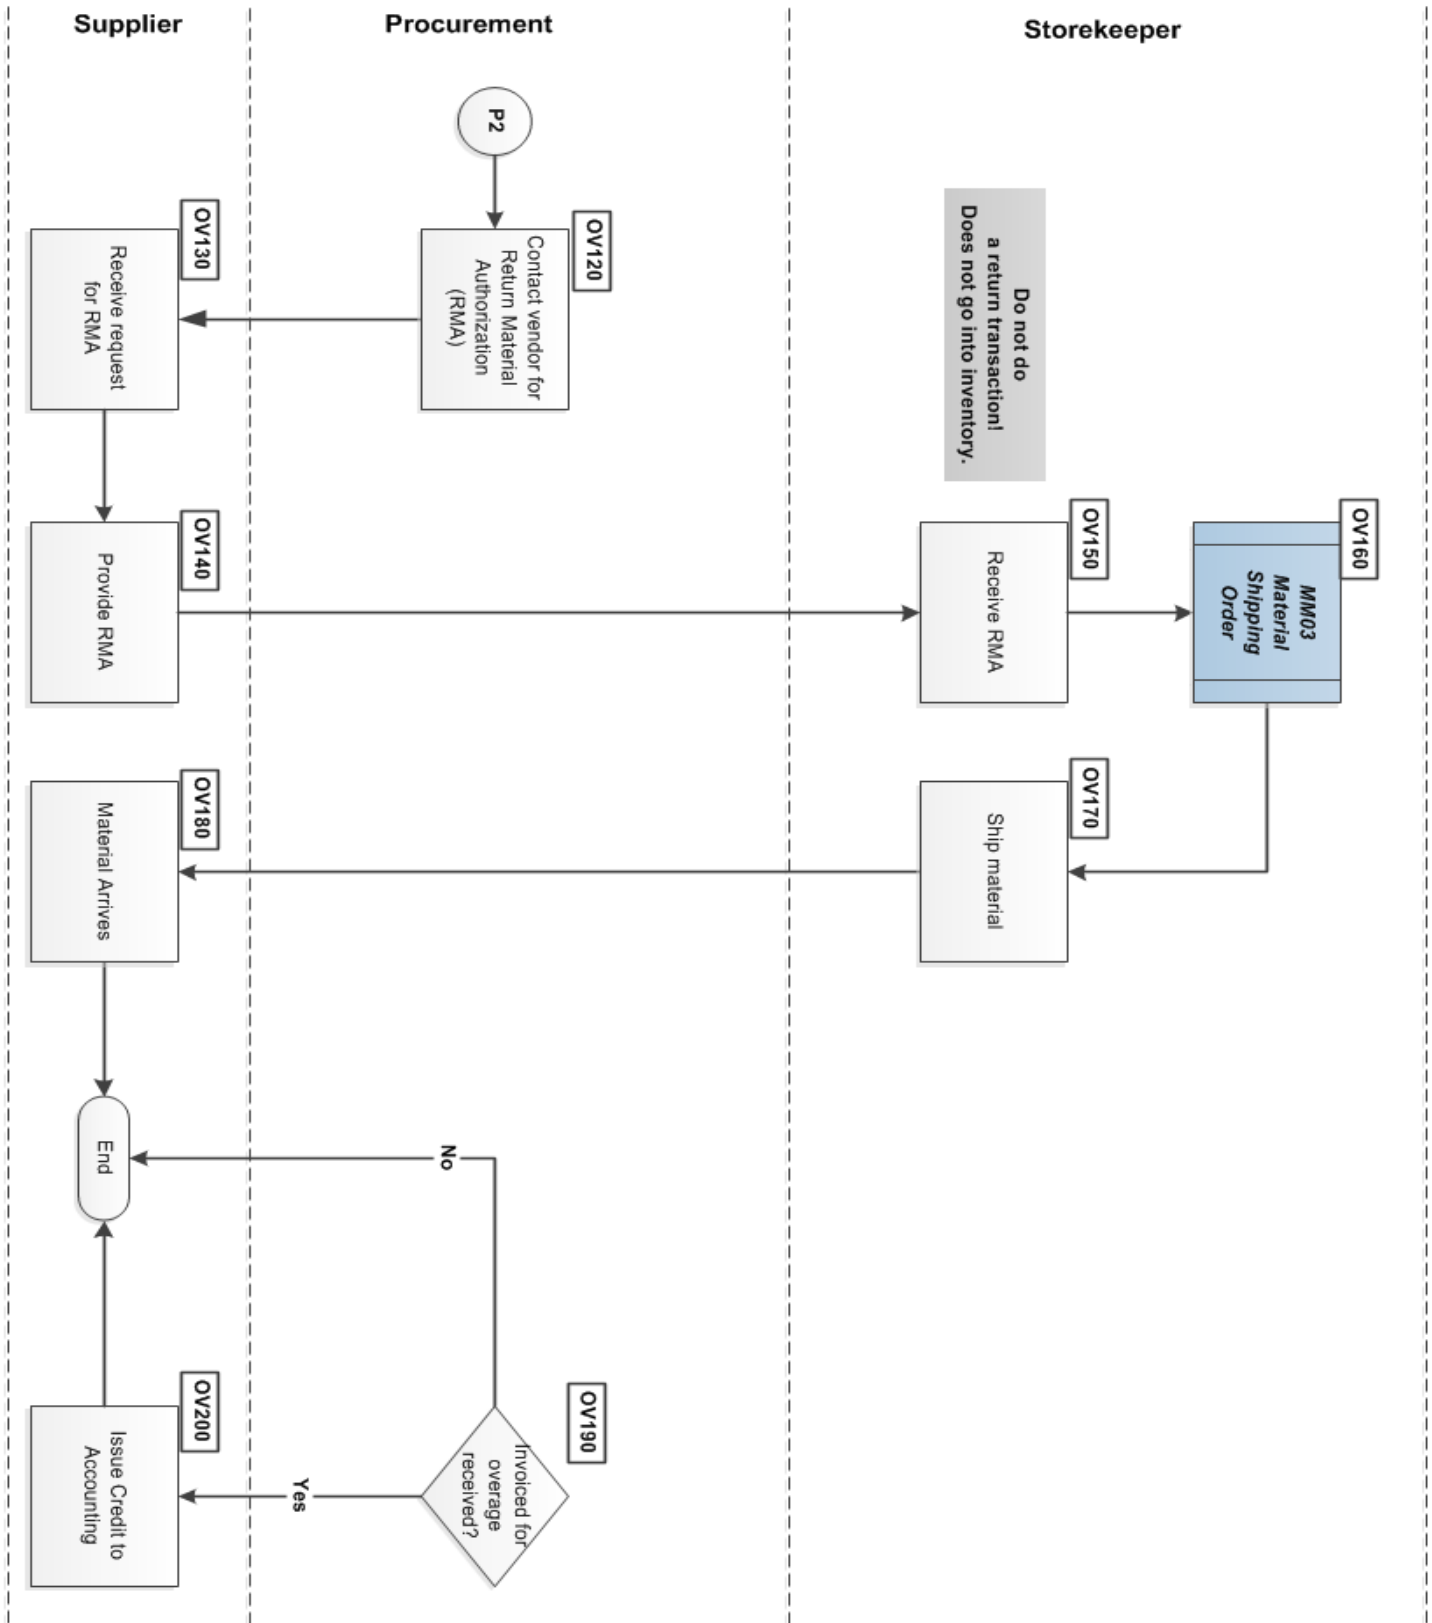 Supplier
Procurement
Storekeeper
P2
OV120
Contact vendor for
Return Material
Authorization
(RMA)
OV130
Receive request
for RMA
Do not do
a return transaction!
Does not go into inventory.
OV140
Provide RMA
OV150
Receive RMA
OV160
MM03
Material
Shipping
Order
OV170
Ship material
OV180
Material Arrives
End
No
OV190
Invoiced for
overage
received?
Yes
OV200
Issue Credit to
Accounting